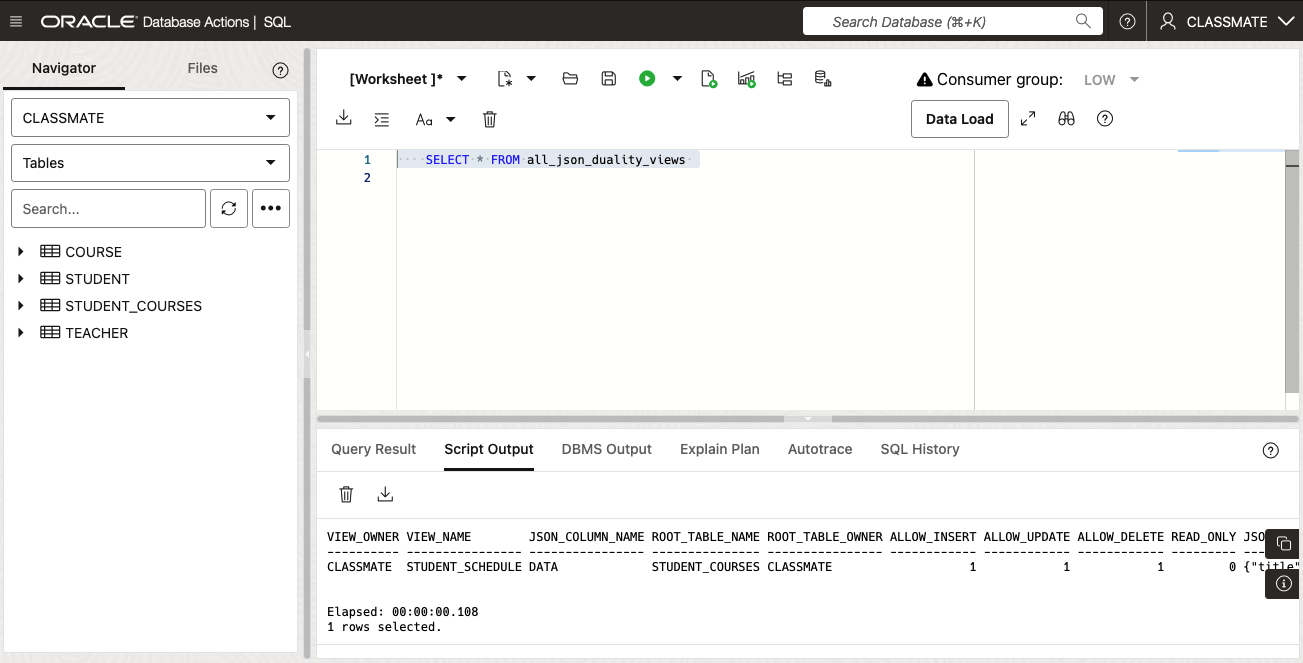 ORACLE Database Actions | SQL
Search Database (⌘+K)
CLASSMATE
Navigator
Files
CLASSMATE
Tables
Search...
COURSE
STUDENT
STUDENT_COURSES
TEACHER
[Worksheet ]*
Consumer group: LOW
Aa
Data Load
1 SELECT * FROM all_json_duality_views
2
Query Result Script Output DBMS Output Explain Plan Autotrace SQL History
VIEW_OWNER VIEW_NAME JSON_COLUMN_NAME ROOT_TABLE_NAME ROOT_TABLE_OWNER ALLOW_INSERT ALLOW_UPDATE ALLOW_DELETE READ_ONLY JSO
---------- ---------------- ---------------- --------------- ---------------- ------------ ------------ ------------ --------- ---
CLASSMATE STUDENT_SCHEDULE DATA STUDENT_COURSES CLASSMATE 1 1 1 0 {"title"
Elapsed: 00:00:00.108
1 rows selected.